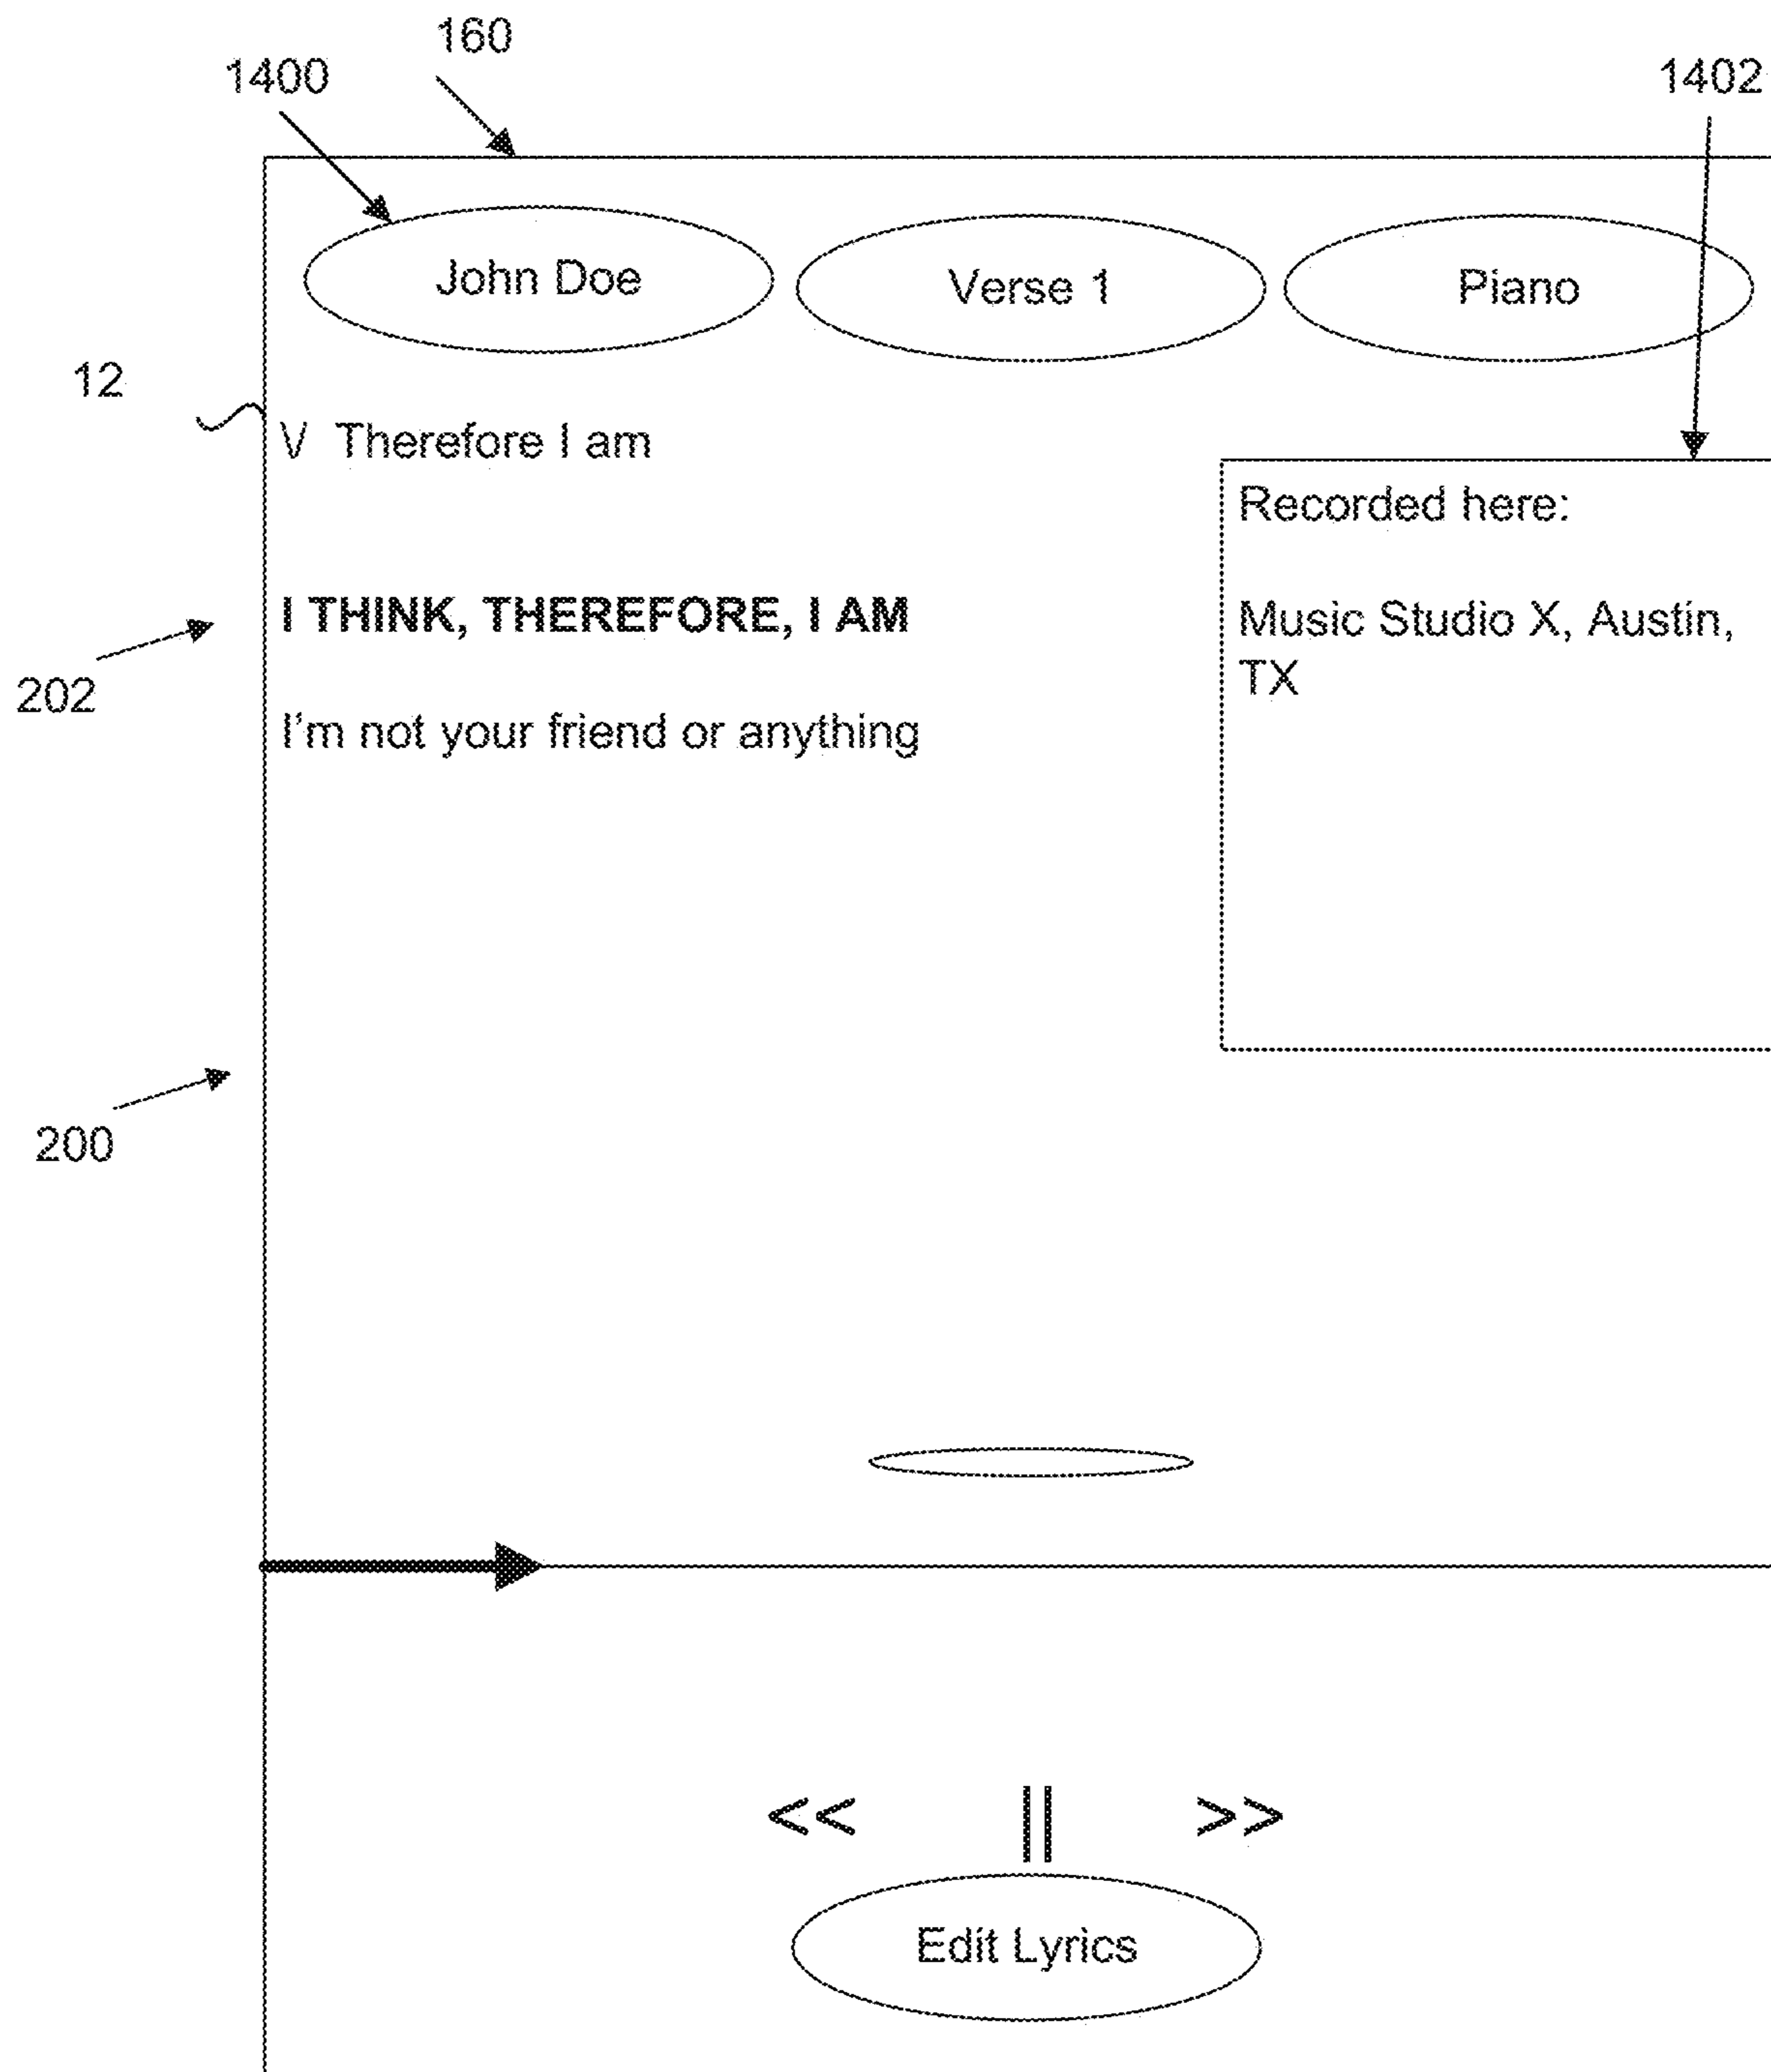 160
1400
1402
John Doe
Verse 1
Piano
12
V Therefore I am
Recorded here:
I THINK, THEREFORE, I AM
Music Studio X, Austin,
TX
202
I'm not your friend or anything
200
<< || >>
Edit Lyrics